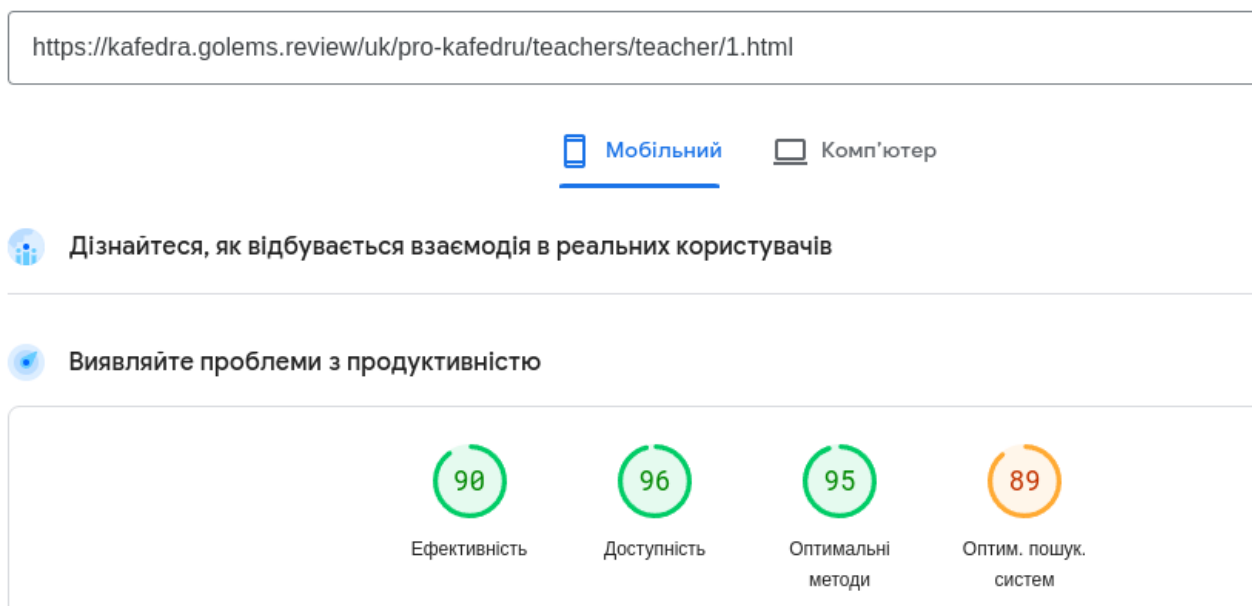 https://kafedra.golems.review/uk/pro-kafedru/teachers/teacher/1.html
Мобільний Комп’ютер
Дізнайтеся, як відбувається взаємодія в реальних користувачів
Виявляйте проблеми з продуктивністю
90 96 95 89
Ефективність Доступність Оптимальні Оптим. пошук.
методи систем